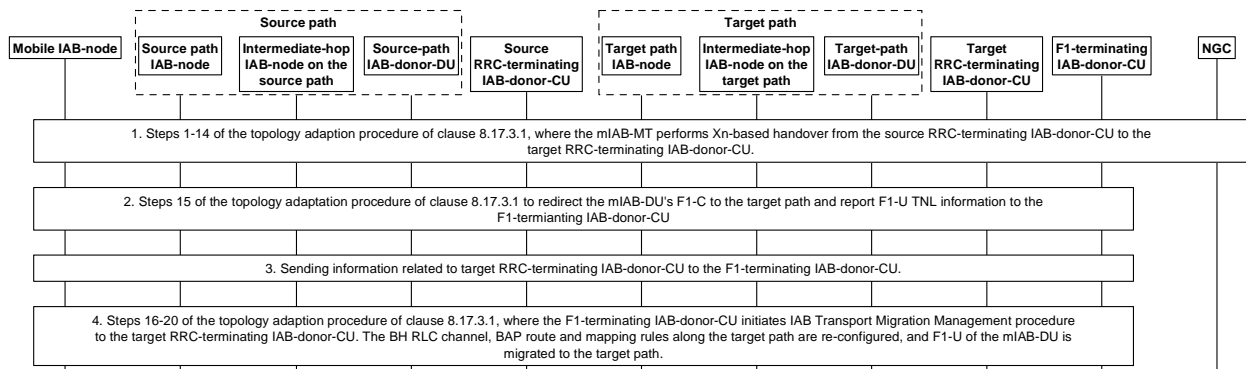 Source path
Target path
Mobile IAB-node
Source path
IAB-node
Intermediate-hop
IAB-node on the
source path
Source-path
IAB-donor-DU
Source
RRC-terminating
IAB-donor-CU
Target path
IAB-node
Intermediate-hop
IAB-node on the
target path
Target-path
IAB-donor-DU
Target
RRC-terminating
IAB-donor-CU
F1-terminating
IAB-donor-CU
NGC
1. Steps 1-14 of the topology adaption procedure of clause 8.17.3.1, where the mIAB-MT performs Xn-based handover from the source RRC-terminating IAB-donor-CU to the
target RRC-terminating IAB-donor-CU.
2. Steps 15 of the topology adaptation procedure of clause 8.17.3.1 to redirect the mIAB-DU's F1-C to the target path and report F1-U TNL information to the
F1-termianting IAB-donor-CU
3. Sending information related to target RRC-terminating IAB-donor-CU to the F1-terminating IAB-donor-CU.
4. Steps 16-20 of the topology adaption procedure of clause 8.17.3.1, where the F1-terminating IAB-donor-CU initiates IAB Transport Migration Management procedure
to the target RRC-terminating IAB-donor-CU. The BH RLC channel, BAP route and mapping rules along the target path are re-configured, and F1-U of the mIAB-DU is
migrated to the target path.